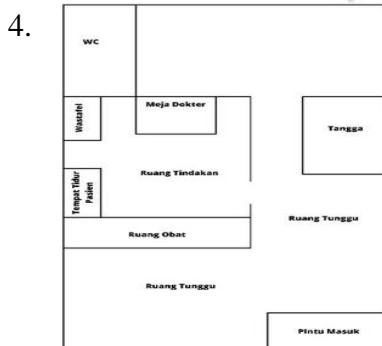 4.
WC
Meja Dokter
Wastafel
Tangga
Ruang Tindakan
Tempat Tidur
Pasien
Ruang Tunggu
Ruang Obat
Ruang Tunggu
Pintu Masuk